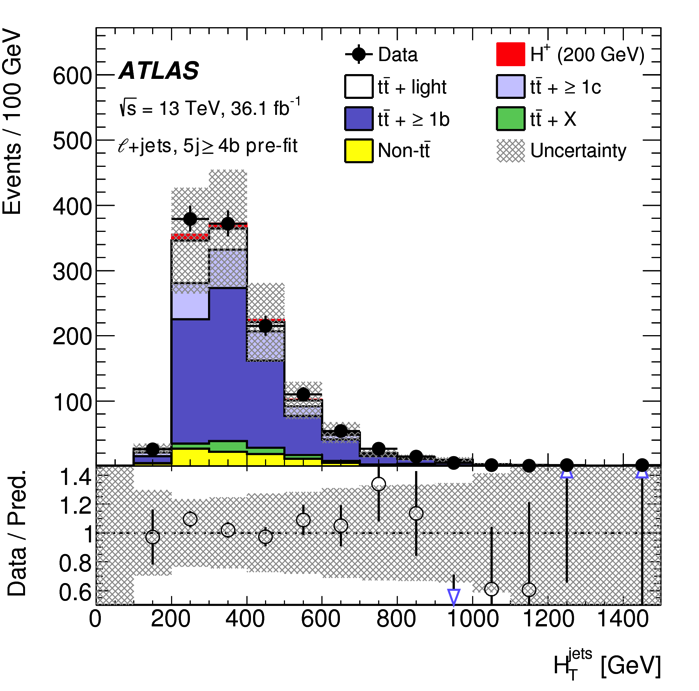 Events / 100 GeV
600
500
400
300
200
100
ATLAS
√s = 13 TeV, 36.1 fb⁻¹
ℓ+jets, 5j≥ 4b pre-fit
Data
H⁺ (200 GeV)
tt̄ + light
tt̄ + ≥ 1c
tt̄ + ≥ 1b
tt̄ + X
Non-tt̄
Uncertainty
Data / Pred.
1.4
1.2
1
0.8
0.6
0 200 400 600 800 1000 1200 1400
H_T^jets [GeV]